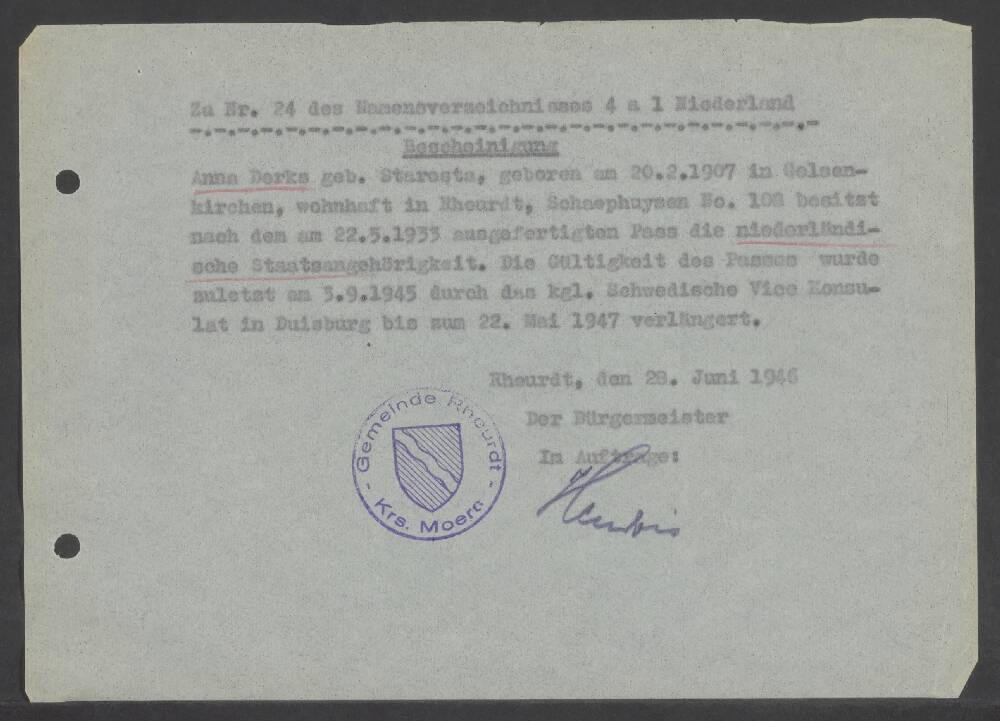 Zu Nr. 24 des Namensverzeichnisses 4 a 1 Niederland
Bescheinigung
Anna Derks geb. Starosta, geboren am 20.2.1907 in Gelsen-
kirchen, wohnhaft in Rheurdt, Schaephuysen No. 108 besitzt
nach dem am 22.5.1935 ausgefertigten Pass die niederländi-
sche Staatsangehörigkeit. Die Gültigkeit des Passes wurde
zuletzt am 3.9.1945 durch das kgl. Schwedische Vice Konsu-
lat in Duisburg bis zum 22. Mai 1947 verlängert.
Rheurdt, den 28. Juni 1946
Der Bürgermeister
Im Auftrage:
Gemeinde Rheurdt
- Krs. Moers -